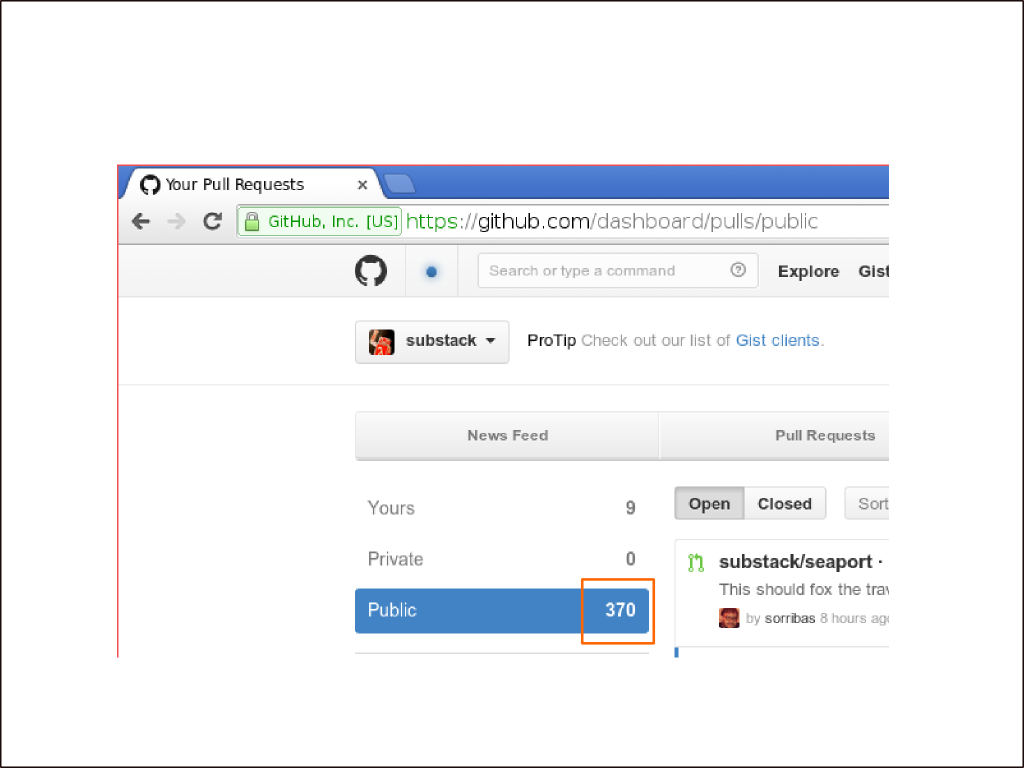 Your Pull Requests
GitHub, Inc. [US] https://github.com/dashboard/pulls/public
Search or type a command
Explore
Gist
substack
ProTip Check out our list of Gist clients.
News Feed
Pull Requests
Yours 9
Private 0
Public 370
Open
Closed
Sort
substack/seaport ·
This should fox the trav
by sorribas 8 hours ago